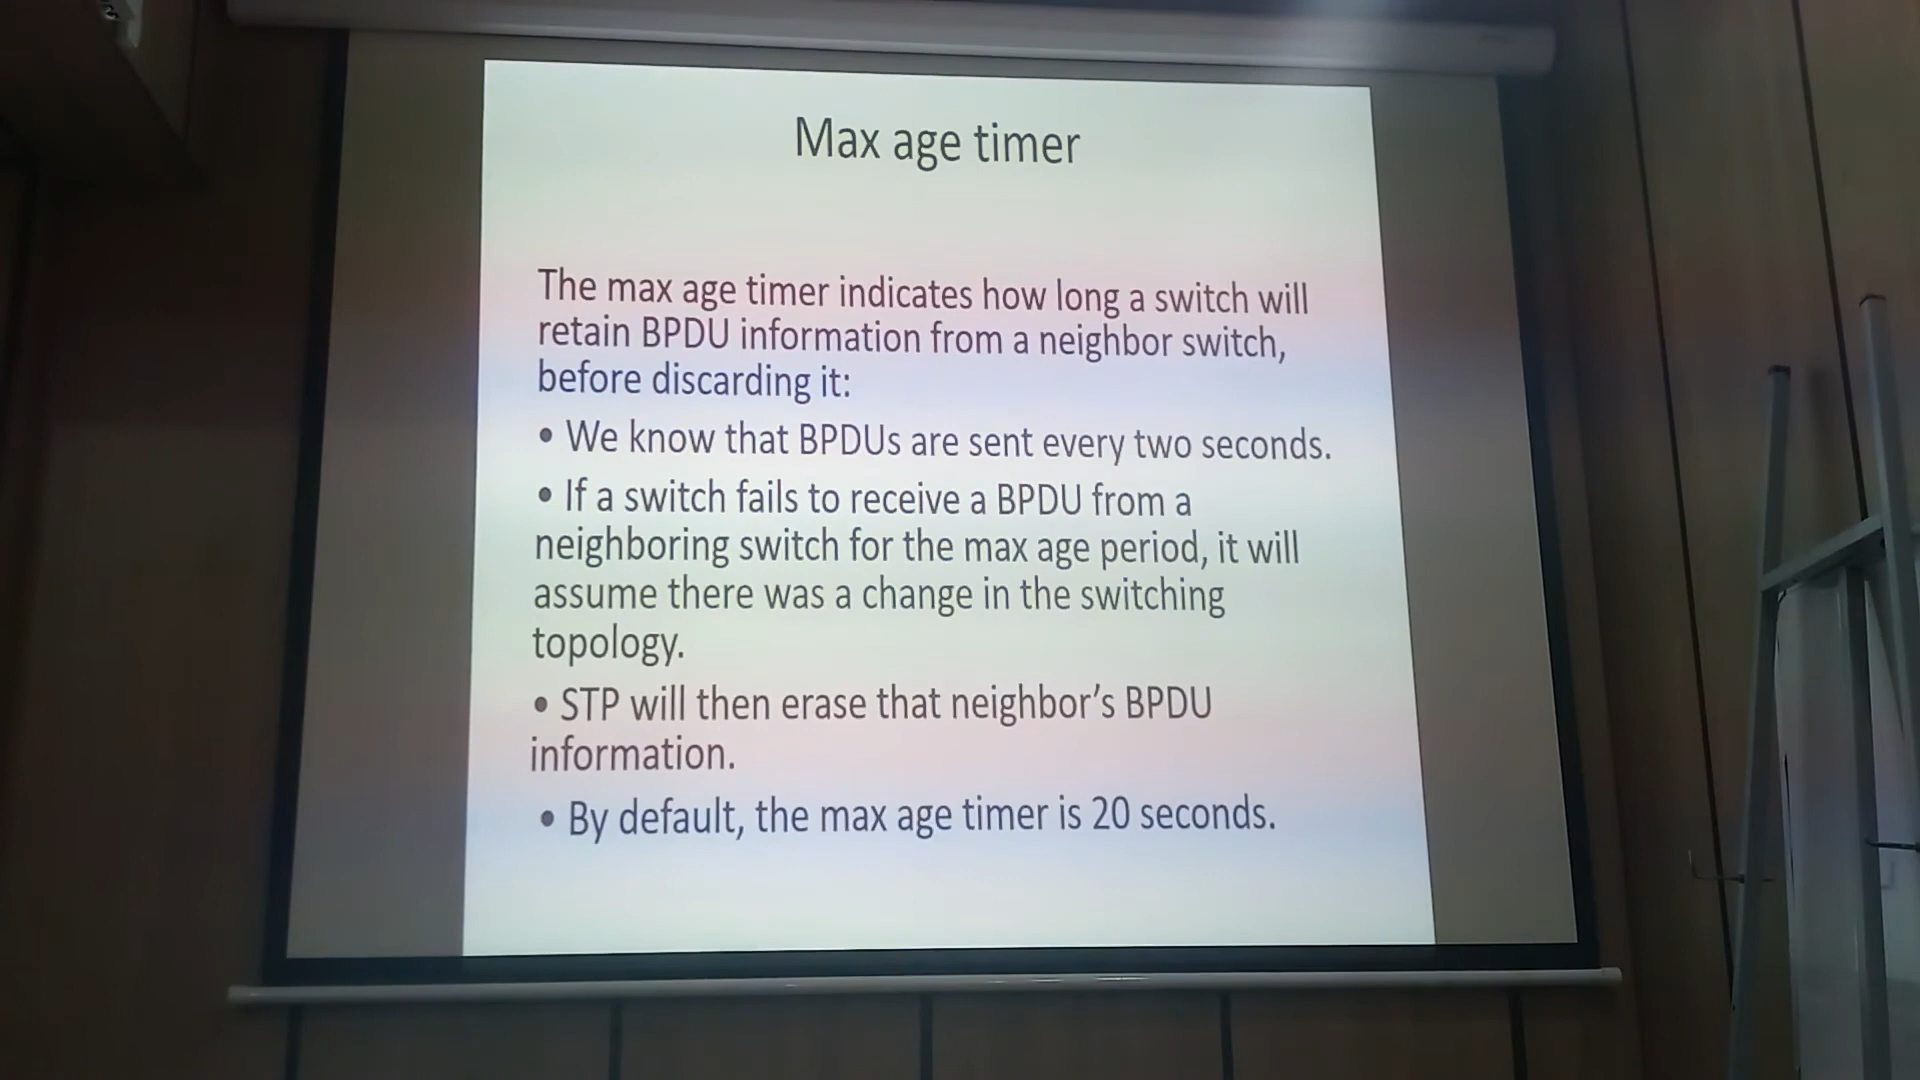 Max age timer
The max age timer indicates how long a switch will
retain BPDU information from a neighbor switch,
before discarding it:
• We know that BPDUs are sent every two seconds.
• If a switch fails to receive a BPDU from a
neighboring switch for the max age period, it will
assume there was a change in the switching
topology.
• STP will then erase that neighbor’s BPDU
information.
• By default, the max age timer is 20 seconds.